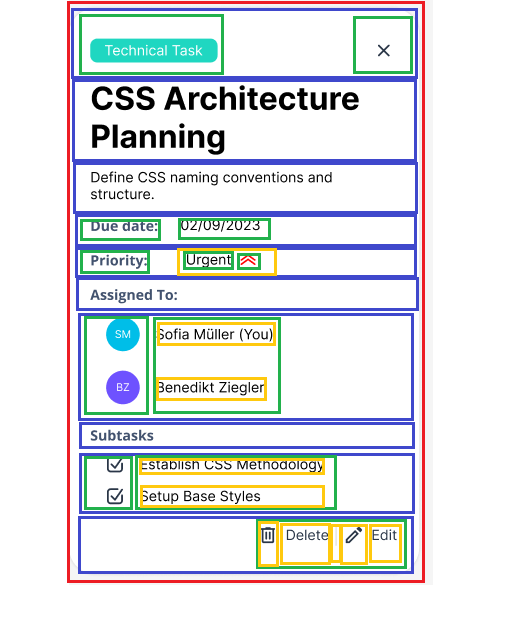 Technical Task
CSS Architecture
Planning
Define CSS naming conventions and
structure.
Due date: 02/09/2023
Priority: Urgent
Assigned To:
SM Sofia Müller (You)
BZ Benedikt Ziegler
Subtasks
Establish CSS Methodology
Setup Base Styles
Delete Edit